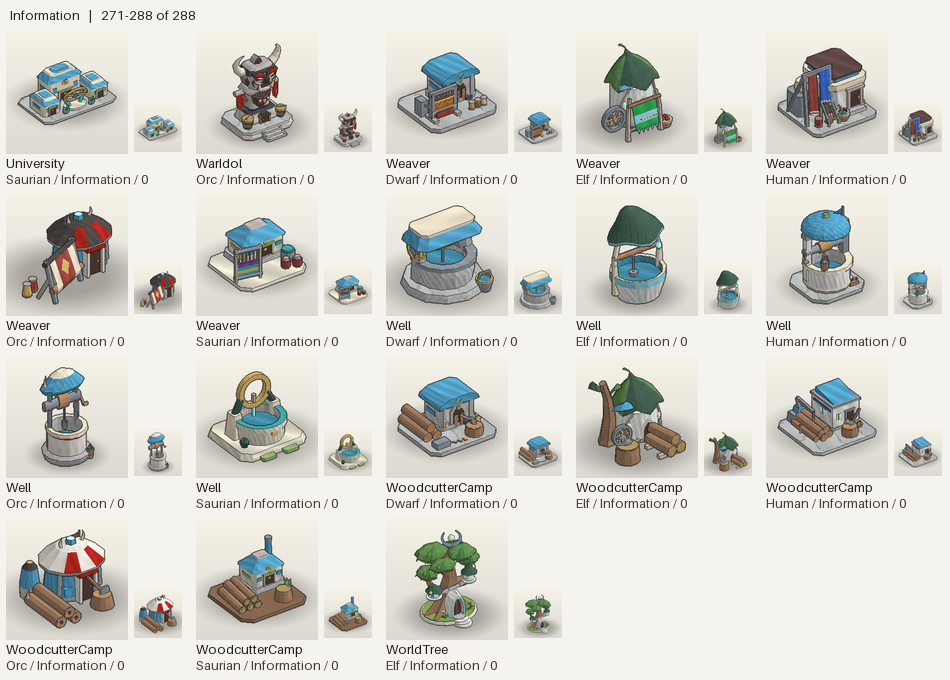 Information | 271-288 of 288
University
Saurian / Information / 0
WarIdol
Orc / Information / 0
Weaver
Dwarf / Information / 0
Weaver
Elf / Information / 0
Weaver
Human / Information / 0
Weaver
Orc / Information / 0
Weaver
Saurian / Information / 0
Well
Dwarf / Information / 0
Well
Elf / Information / 0
Well
Human / Information / 0
Well
Orc / Information / 0
Well
Saurian / Information / 0
WoodcutterCamp
Dwarf / Information / 0
WoodcutterCamp
Elf / Information / 0
WoodcutterCamp
Human / Information / 0
WoodcutterCamp
Orc / Information / 0
WoodcutterCamp
Saurian / Information / 0
WorldTree
Elf / Information / 0